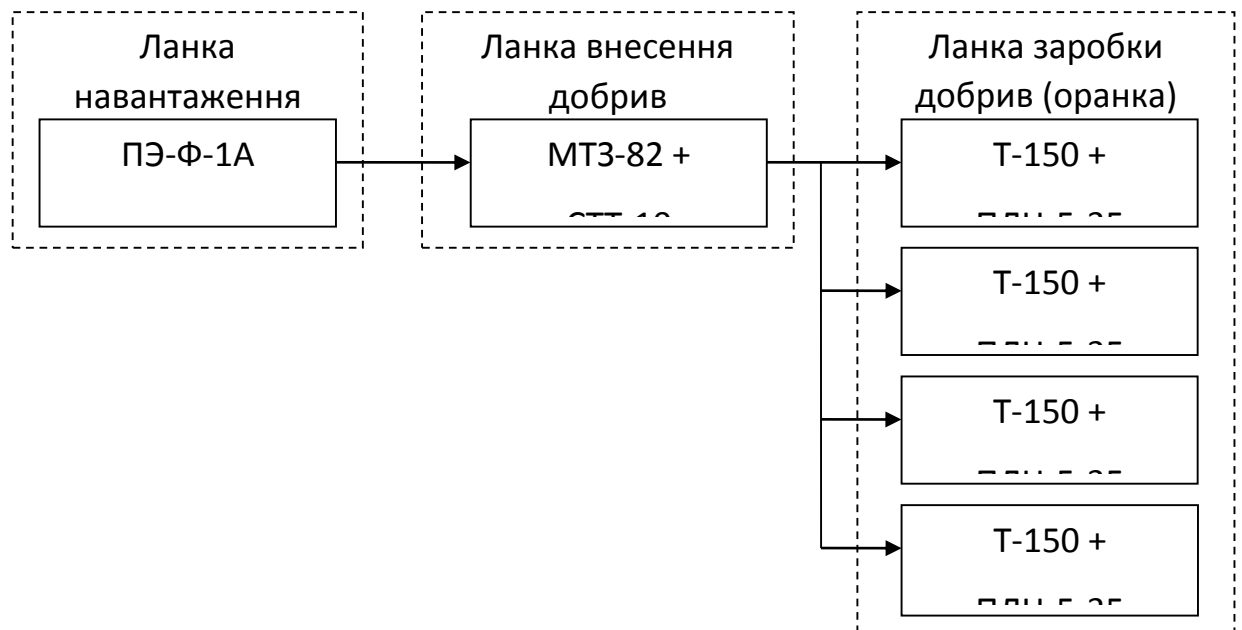 Ланка
навантаження
ПЭ-Ф-1А
Ланка внесення
добрив
МТЗ-82 +
Ланка заробки
добрив (оранка)
Т-150 +
Т-150 +
Т-150 +
Т-150 +